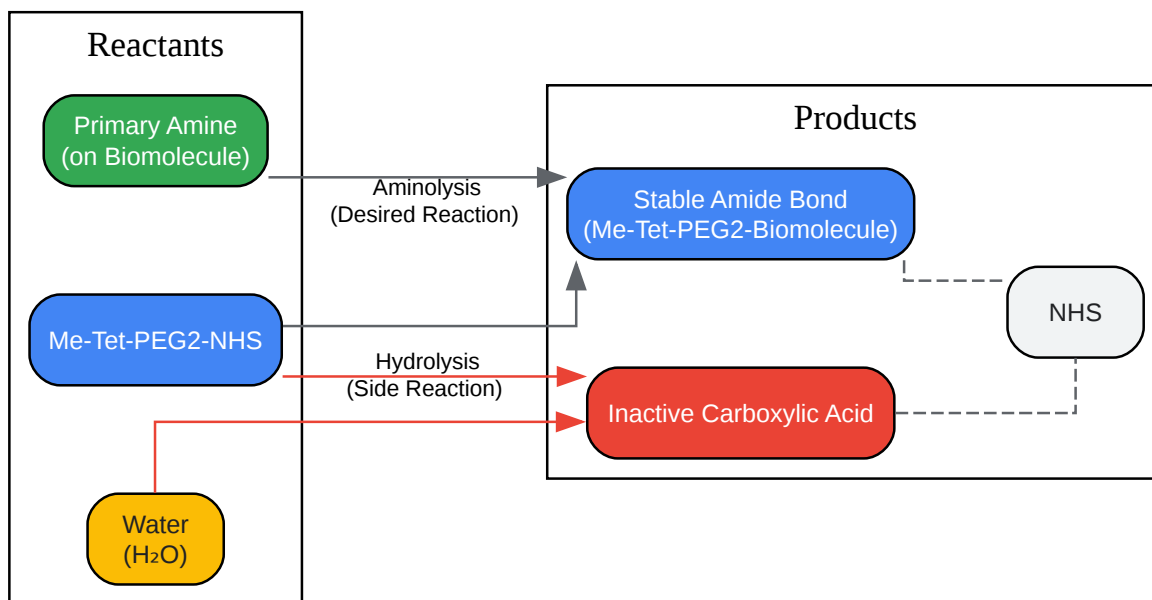 Reactants
Primary Amine
(on Biomolecule)
Me-Tet-PEG2-NHS
Water
(H₂O)
Aminolysis
(Desired Reaction)
Hydrolysis
(Side Reaction)
Products
Stable Amide Bond
(Me-Tet-PEG2-Biomolecule)
NHS
Inactive Carboxylic Acid